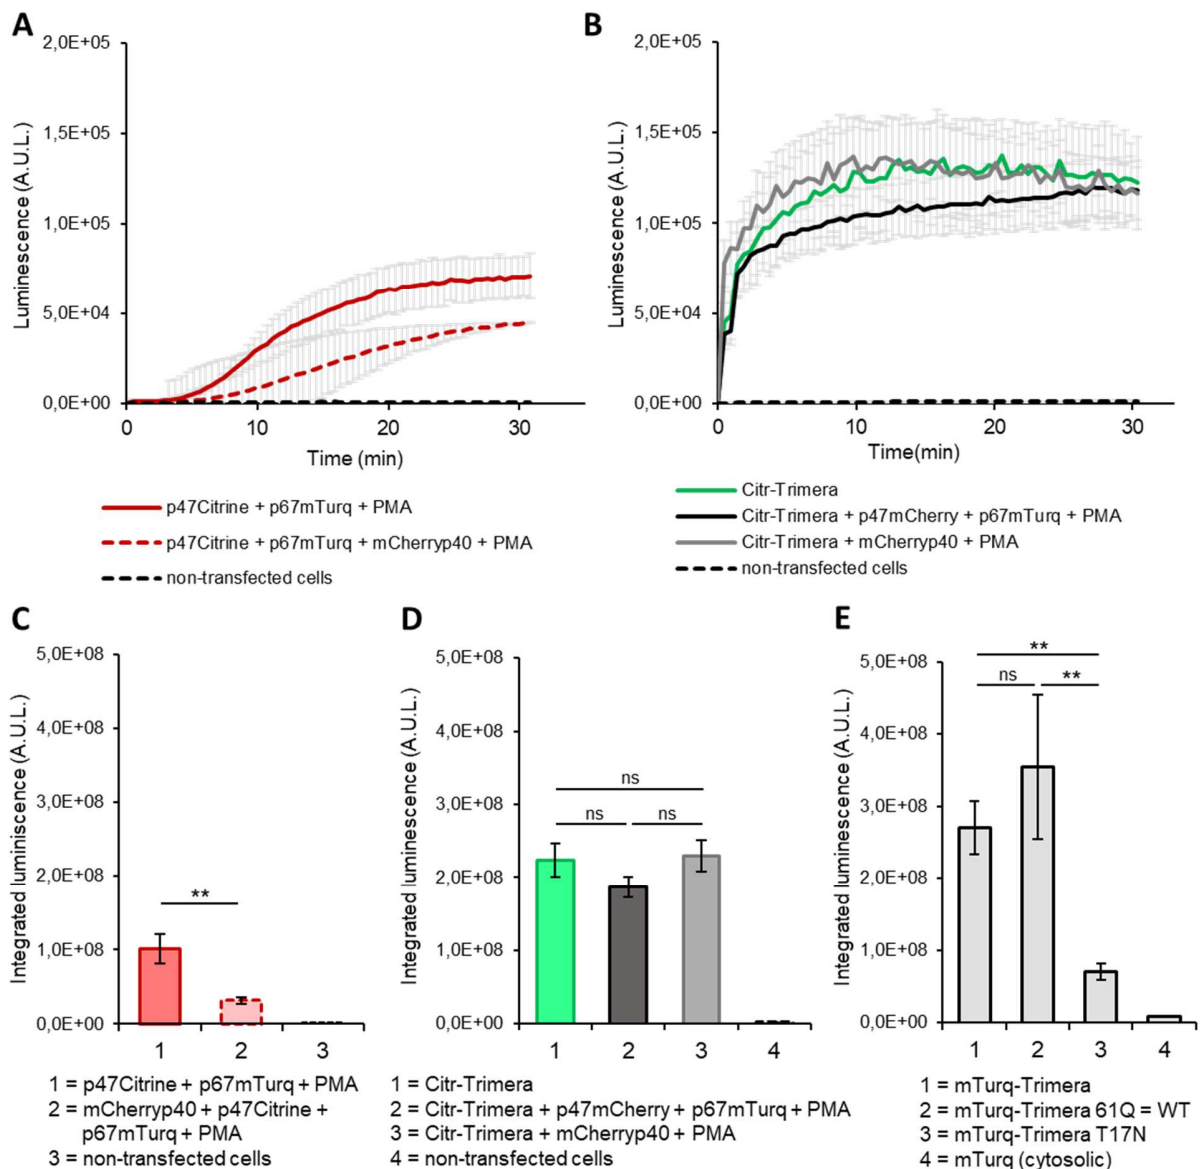 A
2,0E+05
1,5E+05
1,0E+05
5,0E+04
0,0E+00
Luminescence (A.U.L.)
0 10 20 30
Time (min)
p47Citrine + p67mTurq + PMA
p47Citrine + p67mTurq + mCherryp40 + PMA
non-transfected cells
B
2,0E+05
1,5E+05
1,0E+05
5,0E+04
0,0E+00
Luminescence (A.U.L.)
0 10 20 30
Time(min)
Citr-Trimera
Citr-Trimera + p47mCherry + p67mTurq + PMA
Citr-Trimera + mCherryp40 + PMA
non-transfected cells
C
5,0E+08
4,0E+08
3,0E+08
2,0E+08
1,0E+08
0,0E+00
Integrated luminiscence (A.U.L.)
**
1 2 3
1 = p47Citrine + p67mTurq + PMA
2 = mCherryp40 + p47Citrine +
p67mTurq + PMA
3 = non-transfected cells
D
5,0E+08
4,0E+08
3,0E+08
2,0E+08
1,0E+08
0,0E+00
Integrated luminescence (A.U.L.)
ns
ns ns
1 2 3 4
1 = Citr-Trimera
2 = Citr-Trimera + p47mCherry + p67mTurq + PMA
3 = Citr-Trimera + mCherryp40 + PMA
4 = non-transfected cells
E
5,0E+08
4,0E+08
3,0E+08
2,0E+08
1,0E+08
0,0E+00
Integrated luminescence (A.U.L.)
**
ns **
1 2 3 4
1 = mTurq-Trimera
2 = mTurq-Trimera 61Q = WT
3 = mTurq-Trimera T17N
4 = mTurq (cytosolic)